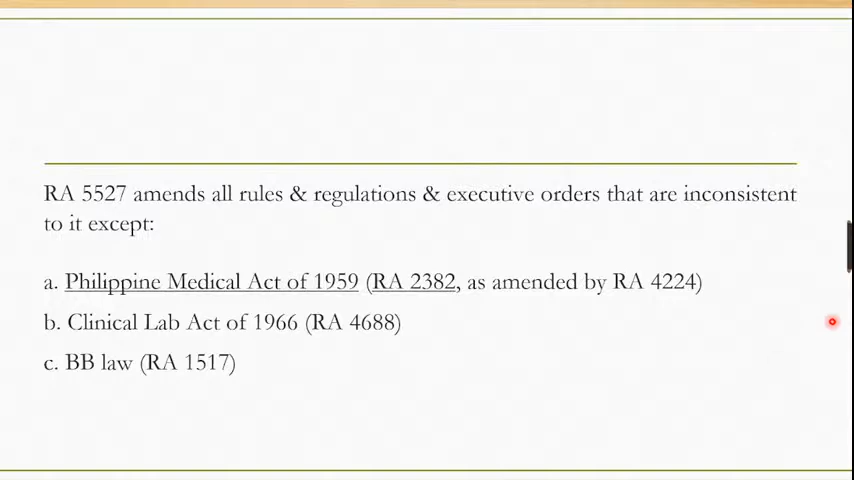 RA 5527 amends all rules & regulations & executive orders that are inconsistent
to it except:
a. Philippine Medical Act of 1959 (RA 2382, as amended by RA 4224)
b. Clinical Lab Act of 1966 (RA 4688)
c. BB law (RA 1517)